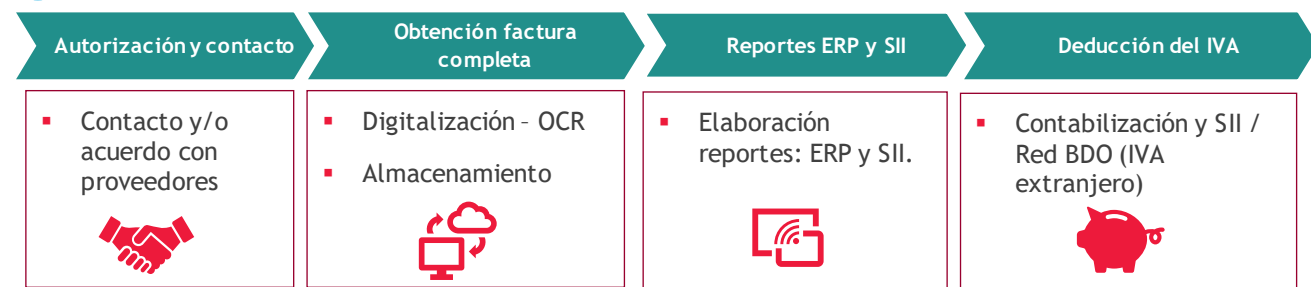 Autorización y contacto
Obtención factura
completa
Reportes ERP y SII
Deducción del IVA
▪ Contacto y/o
acuerdo con
proveedores
▪ Digitalización – OCR
▪ Almacenamiento
▪ Elaboración
reportes: ERP y SII.
▪ Contabilización y SII /
Red BDO (IVA
extranjero)